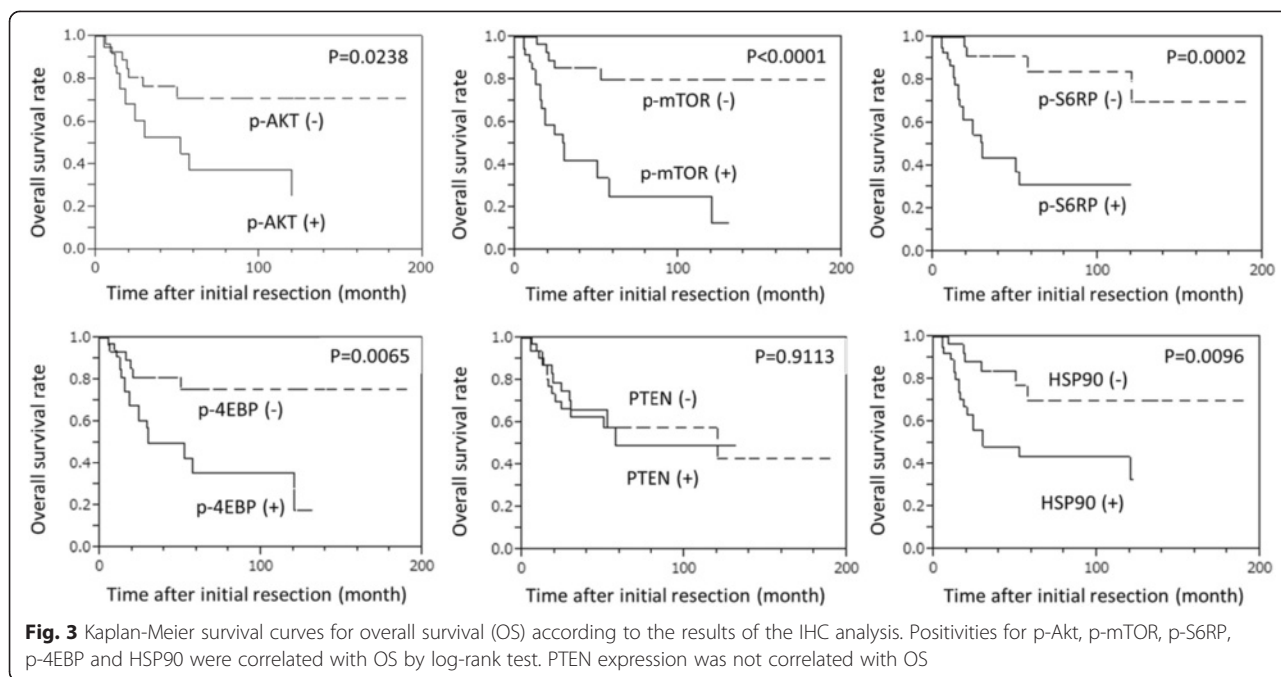 P=0.0238
1.0
0.8
0.6
0.4
0.2
0.0
Overall survival rate
p-AKT (-)
p-AKT (+)
0
100
200
Time after initial resection (month)
P<0.0001
1.0
0.8
0.6
0.4
0.2
0.0
Overall survival rate
p-mTOR (-)
p-mTOR (+)
0
100
200
Time after initial resection (month)
P=0.0002
1.0
0.8
0.6
0.4
0.2
0.0
Overall survival rate
p-S6RP (-)
p-S6RP (+)
0
100
200
Time after initial resection (month)
P=0.0065
1.0
0.8
0.6
0.4
0.2
0.0
Overall survival rate
p-4EBP (-)
p-4EBP (+)
0
100
200
Time after initial resection (month)
P=0.9113
1.0
0.8
0.6
0.4
0.2
0.0
Overall survival rate
PTEN (-)
PTEN (+)
0
100
200
Time after initial resection (month)
P=0.0096
1.0
0.8
0.6
0.4
0.2
0.0
Overall survival rate
HSP90 (-)
HSP90 (+)
0
100
200
Time after initial resection (month)
Fig. 3 Kaplan-Meier survival curves for overall survival (OS) according to the results of the IHC analysis. Positivities for p-Akt, p-mTOR, p-S6RP,
p-4EBP and HSP90 were correlated with OS by log-rank test. PTEN expression was not correlated with OS